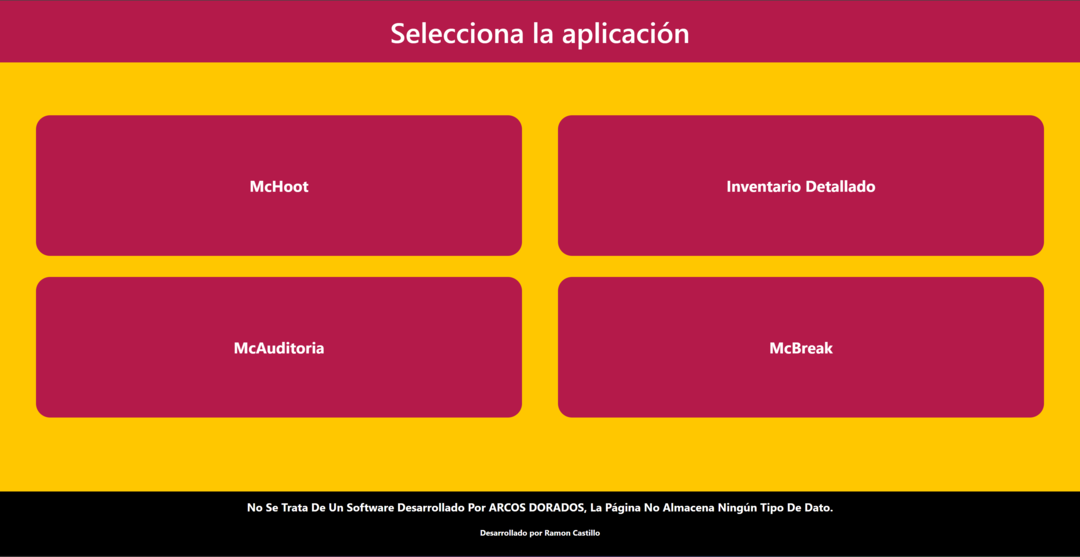 Selecciona la aplicación
McHoot
Inventario Detallado
McAuditoria
McBreak
No Se Trata De Un Software Desarrollado Por ARCOS DORADOS, La Página No Almacena Ningún Tipo De Dato.
Desarrollado por Ramon Castillo